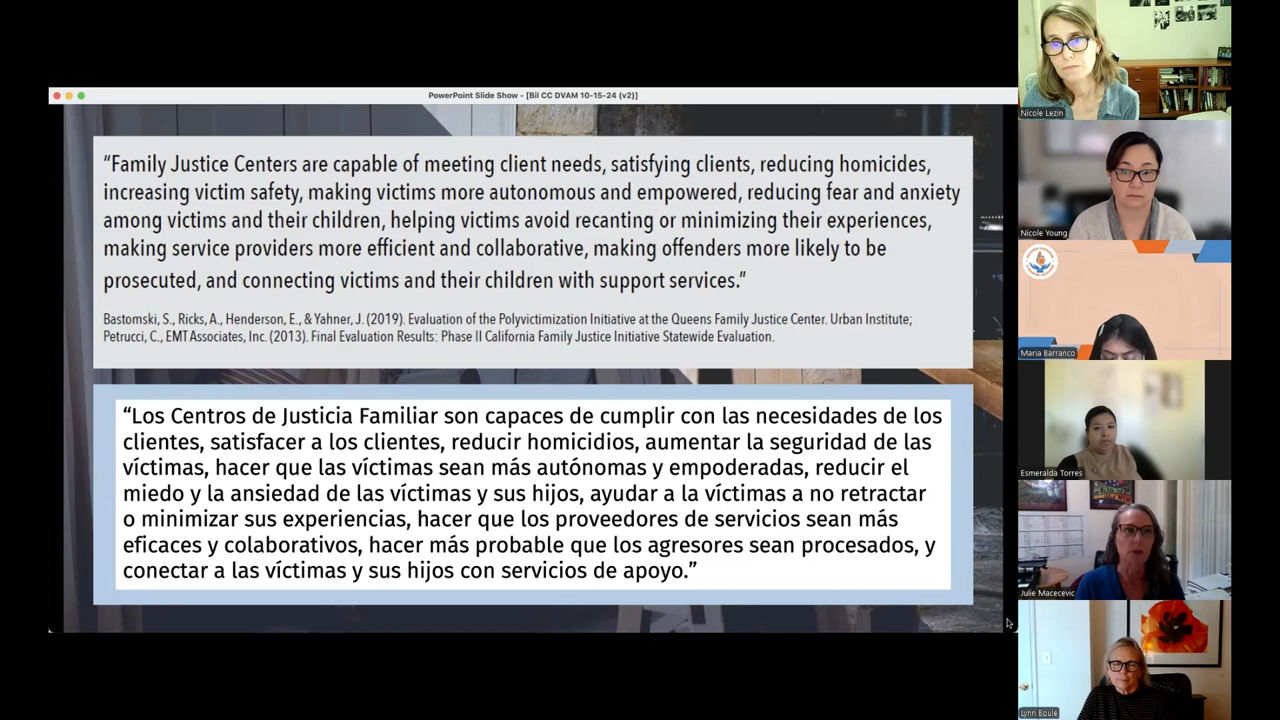 PowerPoint Slide Show - [Bil CC DVAM 10-15-24 (v2)]
“Family Justice Centers are capable of meeting client needs, satisfying clients, reducing homicides,
increasing victim safety, making victims more autonomous and empowered, reducing fear and anxiety
among victims and their children, helping victims avoid recanting or minimizing their experiences,
making service providers more efficient and collaborative, making offenders more likely to be
prosecuted, and connecting victims and their children with support services.”
Bastomski, S., Ricks, A., Henderson, E., & Yahner, J. (2019). Evaluation of the Polyvictimization Initiative at the Queens Family Justice Center. Urban Institute;
Petrucci, C., EMT Associates, Inc. (2013). Final Evaluation Results: Phase II California Family Justice Initiative Statewide Evaluation.
“Los Centros de Justicia Familiar son capaces de cumplir con las necesidades de los
clientes, satisfacer a los clientes, reducir homicidios, aumentar la seguridad de las
víctimas, hacer que las víctimas sean más autónomas y empoderadas, reducir el
miedo y la ansiedad de las víctimas y sus hijos, ayudar a la víctimas a no retractar
o minimizar sus experiencias, hacer que los proveedores de servicios sean más
eficaces y colaborativos, hacer más probable que los agresores sean procesados, y
conectar a las víctimas y sus hijos con servicios de apoyo.”
Nicole Lezin
Nicole Young
Maria Barranco
Esmeralda Torres
Julie Macecevic
Lynn Boule